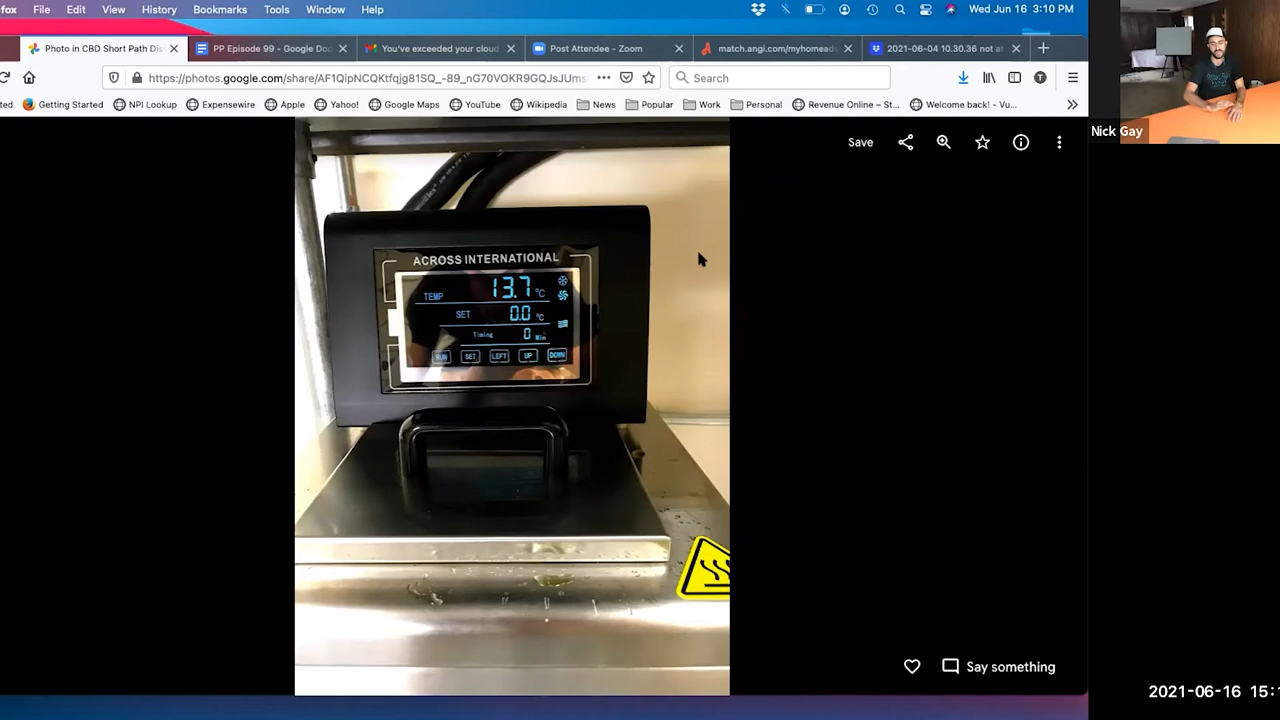 fox File Edit View History Bookmarks Tools Window Help Wed Jun 16 3:10 PM
Photo in CBD Short Path Dis PP Episode 99 - Google Doc You've exceeded your cloud Post Attendee - Zoom match.angi.com/myhomead 2021-06-04 10.30.36 not a
https://photos.google.com/share/AF1QipNCQKtfqjg81SQ_-89_nG70VOKR9GQJsJUms Search
ted Getting Started NPI Lookup Expensewire Apple Yahoo! Google Maps YouTube Wikipedia News Popular Work Personal Revenue Online – St... Welcome back! - Vu...
Nick Gay
Save
ACROSS INTERNATIONAL
TEMP 13.7 °C
SET 0.0 °C
Timing 0 Min
RUN SET LEFT UP DOWN
Say something
2021-06-16 15:1